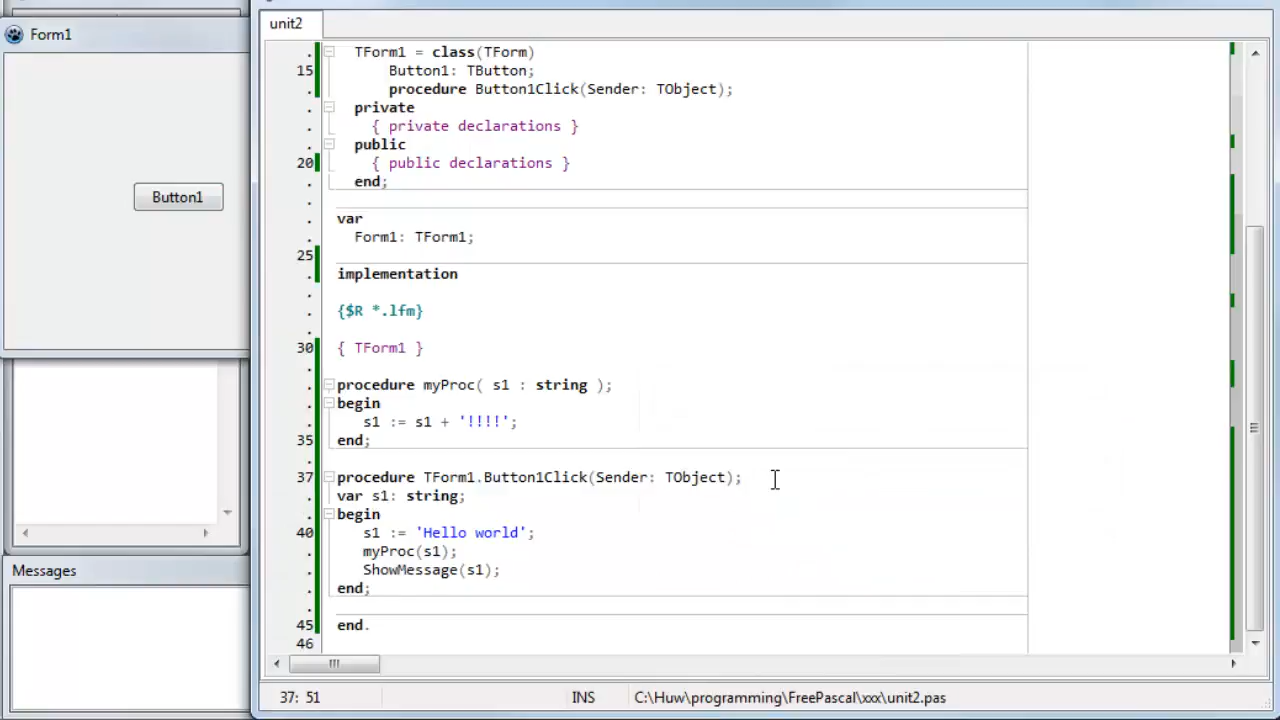 unit2
Form1
Button1
Messages
. TForm1 = class(TForm)
15 Button1: TButton;
. procedure Button1Click(Sender: TObject);
. private
. { private declarations }
. public
20 { public declarations }
. end;
.
. var
. Form1: TForm1;
25
. implementation
.
. {$R *.lfm}
.
30 { TForm1 }
.
. procedure myProc( s1 : string );
. begin
. s1 := s1 + '!!!!';
35 end;
.
37 procedure TForm1.Button1Click(Sender: TObject);
. var s1: string;
. begin
40 s1 := 'Hello world';
. myProc(s1);
. ShowMessage(s1);
. end;
.
45 end.
46
37: 51 INS C:\Huw\programming\FreePascal\xxx\unit2.pas